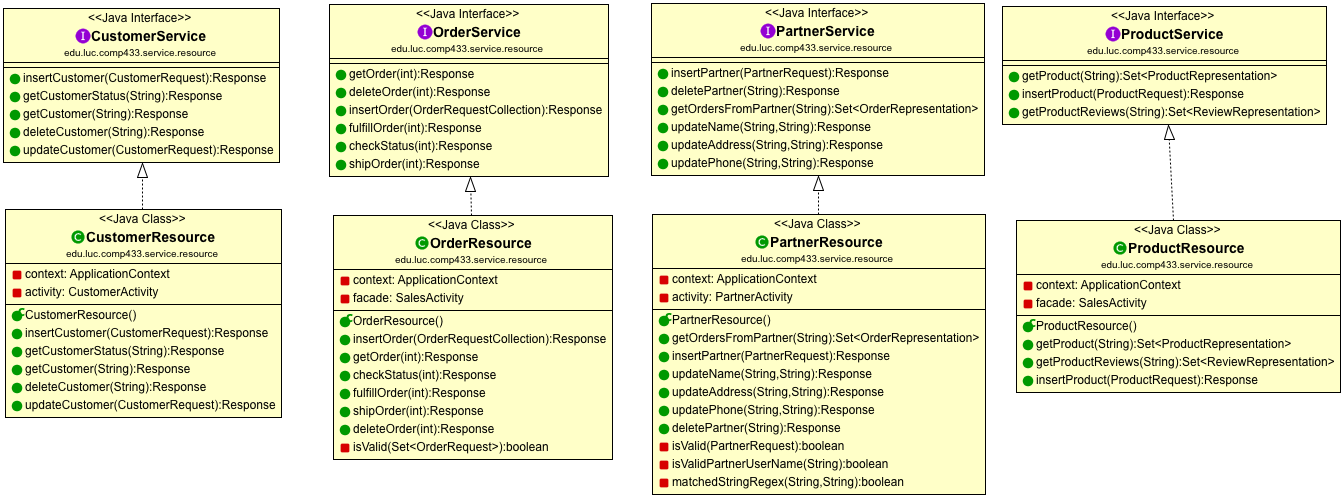 <<Java Interface>>
CustomerService
edu.luc.comp433.service.resource
insertCustomer(CustomerRequest):Response
getCustomerStatus(String):Response
getCustomer(String):Response
deleteCustomer(String):Response
updateCustomer(CustomerRequest):Response
<<Java Class>>
CustomerResource
edu.luc.comp433.service.resource
context: ApplicationContext
activity: CustomerActivity
CustomerResource()
insertCustomer(CustomerRequest):Response
getCustomerStatus(String):Response
getCustomer(String):Response
deleteCustomer(String):Response
updateCustomer(CustomerRequest):Response
<<Java Interface>>
OrderService
edu.luc.comp433.service.resource
getOrder(int):Response
deleteOrder(int):Response
insertOrder(OrderRequestCollection):Response
fulfillOrder(int):Response
checkStatus(int):Response
shipOrder(int):Response
<<Java Class>>
OrderResource
edu.luc.comp433.service.resource
context: ApplicationContext
facade: SalesActivity
OrderResource()
insertOrder(OrderRequestCollection):Response
getOrder(int):Response
checkStatus(int):Response
fulfillOrder(int):Response
shipOrder(int):Response
deleteOrder(int):Response
isValid(Set<OrderRequest>):boolean
<<Java Interface>>
PartnerService
edu.luc.comp433.service.resource
insertPartner(PartnerRequest):Response
deletePartner(String):Response
getOrdersFromPartner(String):Set<OrderRepresentation>
updateName(String,String):Response
updateAddress(String,String):Response
updatePhone(String,String):Response
<<Java Class>>
PartnerResource
edu.luc.comp433.service.resource
context: ApplicationContext
activity: PartnerActivity
PartnerResource()
getOrdersFromPartner(String):Set<OrderRepresentation>
insertPartner(PartnerRequest):Response
updateName(String,String):Response
updateAddress(String,String):Response
updatePhone(String,String):Response
deletePartner(String):Response
isValid(PartnerRequest):boolean
isValidPartnerUserName(String):boolean
matchedStringRegex(String,String):boolean
<<Java Interface>>
ProductService
edu.luc.comp433.service.resource
getProduct(String):Set<ProductRepresentation>
insertProduct(ProductRequest):Response
getProductReviews(String):Set<ReviewRepresentation>
<<Java Class>>
ProductResource
edu.luc.comp433.service.resource
context: ApplicationContext
facade: SalesActivity
ProductResource()
getProduct(String):Set<ProductRepresentation>
getProductReviews(String):Set<ReviewRepresentation>
insertProduct(ProductRequest):Response